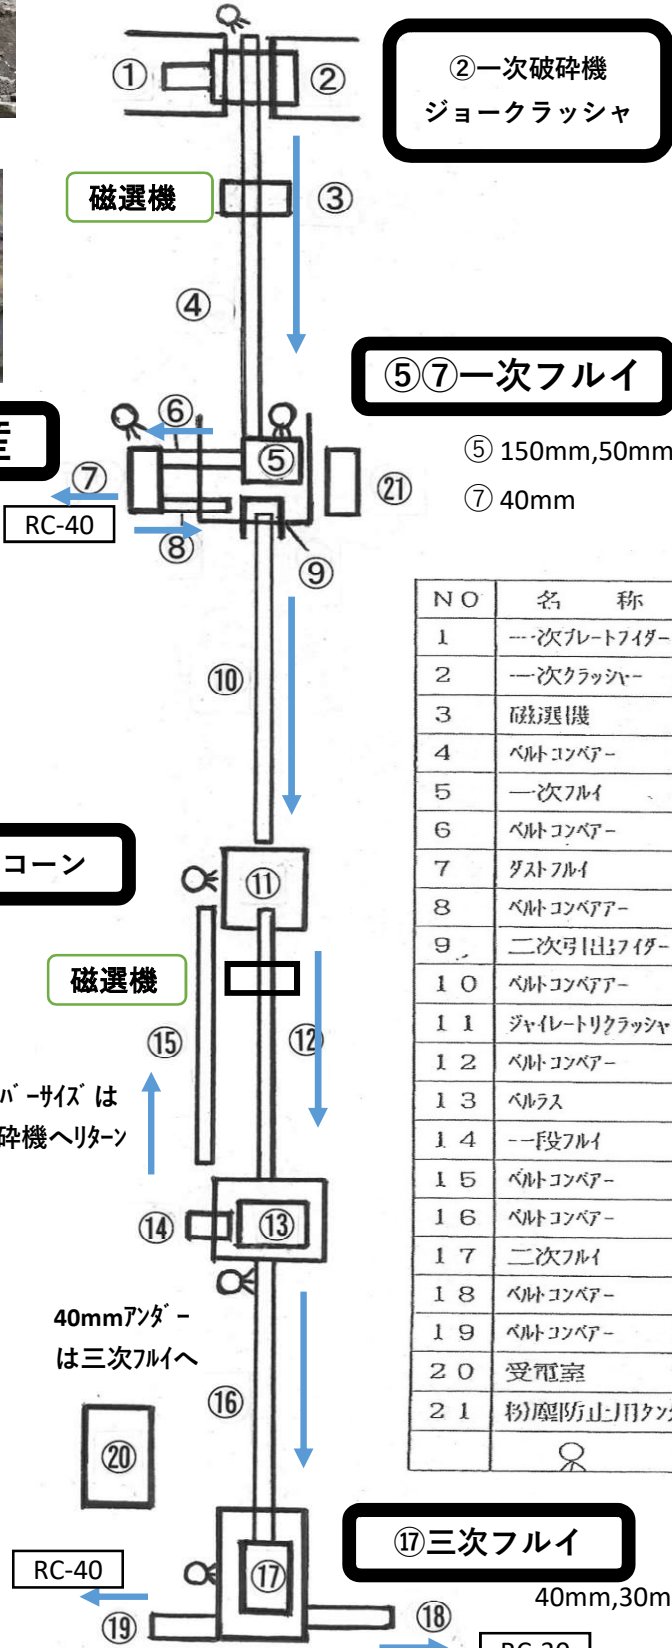 ① ②
②一次破砕機
ジョークラッシャ
磁選機
③
④
⑤⑦一次フルイ
⑥
⑤
⑤ 150mm,50mm
⑦
㉑
⑦ 40mm
RC-40
⑧
⑨
⑩
コーン
⑪
磁選機
⑮
⑫
ﾊﾞｰｻｲｽﾞは
砕機へﾘﾀｰﾝ
⑭ ⑬
40mmｱﾝﾀﾞｰ
は三次ﾌﾙｲへ
⑯
⑳
⑰三次フルイ
RC-40
⑰
40mm,30m
⑲
⑱
RC-30
NO 名 称
1 一次プレートフイダー
2 一次クラッシャー
3 磁選機
4 ベルトコンベアー
5 一次フルイ
6 ベルトコンベアー
7 ダストフルイ
8 ベルトコンベアアー
9 二次引出フイダー
10 ベルトコンベアアー
11 ジャイレートリクラッシャ
12 ベルトコンベアー
13 ベルラス
14 一段フルイ
15 ベルトコンベアー
16 ベルトコンベアー
17 二次フルイ
18 ベルトコンベアー
19 ベルトコンベアー
20 受電室
21 粉塵防止用タンク